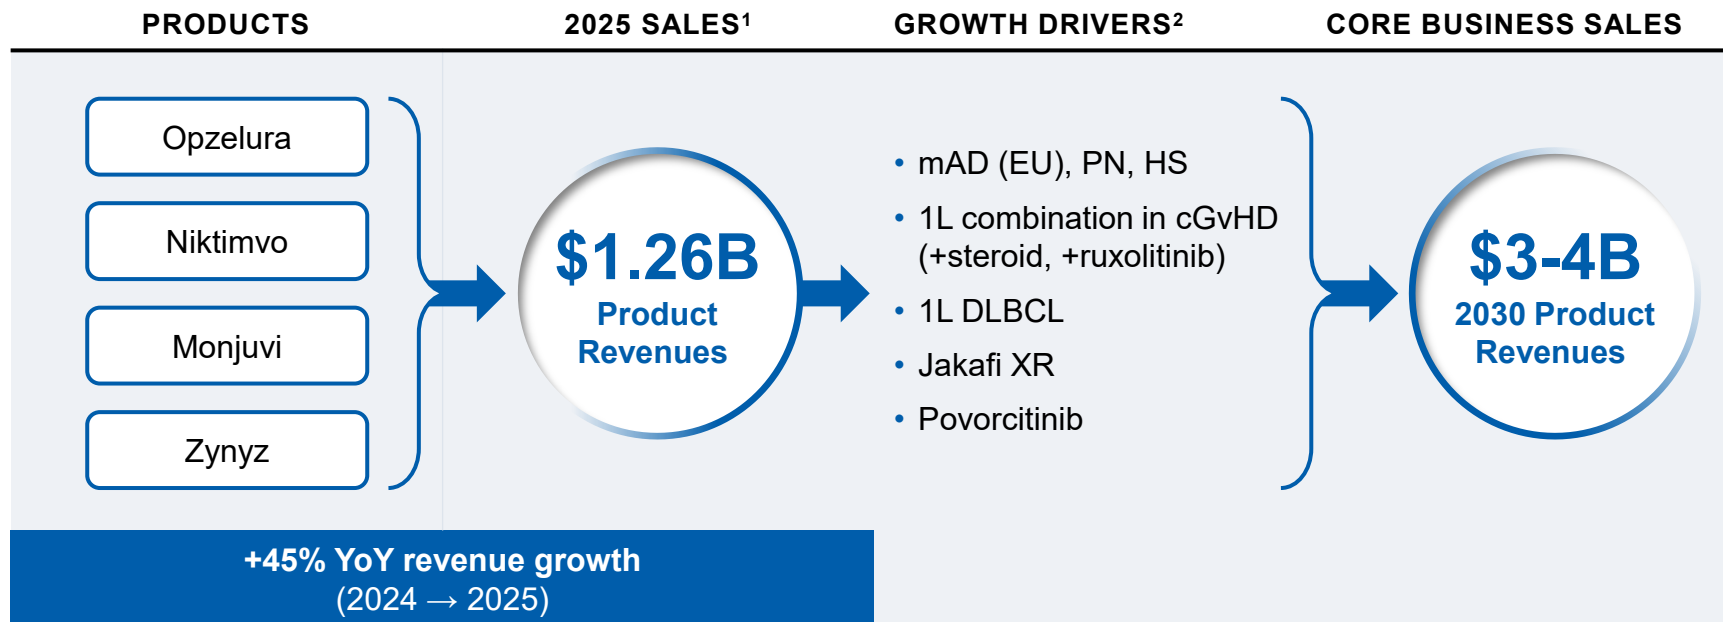 PRODUCTS
2025 SALES¹
GROWTH DRIVERS²
CORE BUSINESS SALES
Opzelura
Niktimvo
Monjuvi
Zynyz
$1.26B
Product
Revenues
• mAD (EU), PN, HS
• 1L combination in cGvHD
(+steroid, +ruxolitinib)
• 1L DLBCL
• Jakafi XR
• Povorcitinib
$3-4B
2030 Product
Revenues
+45% YoY revenue growth
(2024 → 2025)